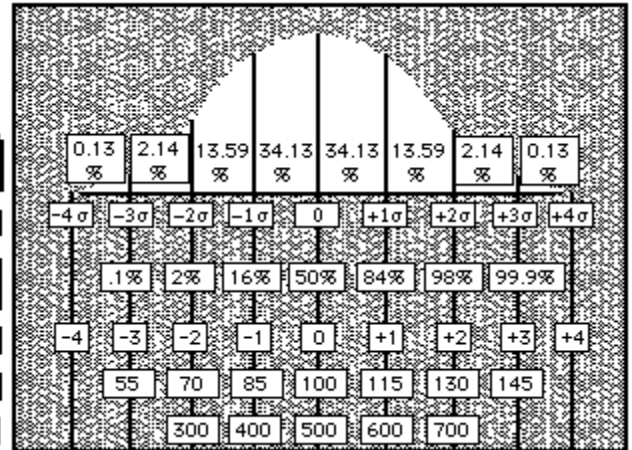 0.13 2.14 13.59 34.13 34.13 13.59 2.14 0.13
% % % % % % % %
-4σ -3σ -2σ -1σ 0 +1σ +2σ +3σ +4σ
.1% 2% 16% 50% 84% 98% 99.9%
-4 -3 -2 -1 0 +1 +2 +3 +4
55 70 85 100 115 130 145
300 400 500 600 700